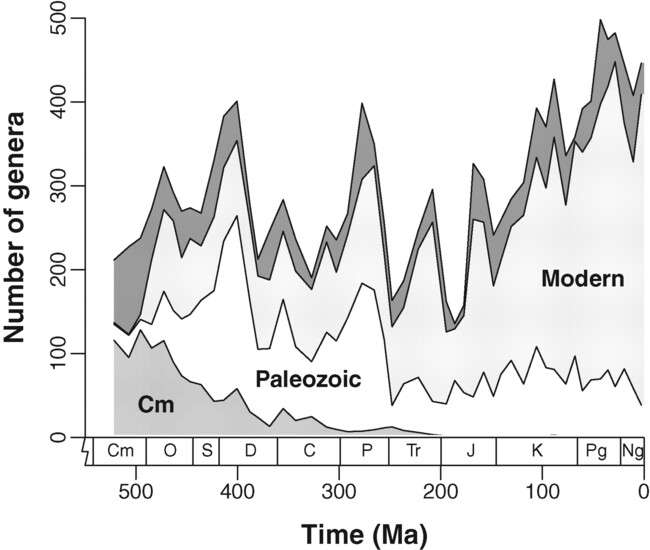 Number of genera
500
400
300
200
100
0
Modern
Paleozoic
Cm
Cm O S D C P Tr J K Pg Ng
500 400 300 200 100 0
Time (Ma)